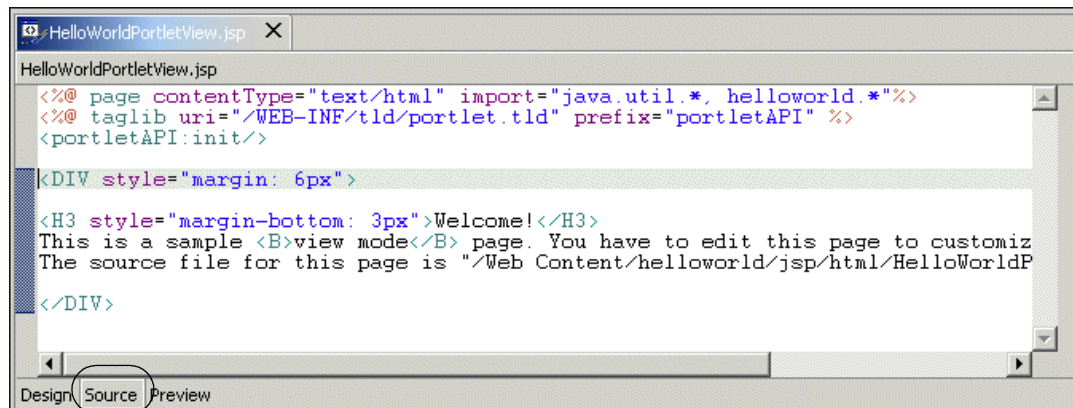 HelloWorldPortletView.jsp
HelloWorldPortletView.jsp
<%@ page contentType="text/html" import="java.util.*, helloworld.*"%>
<%@ taglib uri="/WEB-INF/tld/portlet.tld" prefix="portletAPI" %>
<portletAPI:init/>
<DIV style="margin: 6px">
<H3 style="margin-bottom: 3px">Welcome!</H3>
This is a sample <B>view mode</B> page. You have to edit this page to customiz
The source file for this page is "/Web Content/helloworld/jsp/html/HelloWorldP
</DIV>
Design Source Preview